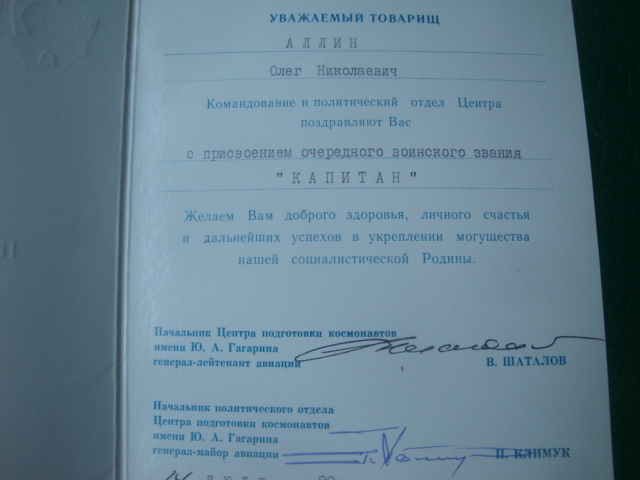 УВАЖАЕМЫЙ ТОВАРИЩ
АЛЛИН
Олег Николаевич
Командование и политический отдел Центра
поздравляют Вас
с присвоением очередного воинского звания
"КАПИТАН"
Желаем Вам доброго здоровья, личного счастья
и дальнейших успехов в укреплении могущества
нашей социалистической Родины.
Начальник Центра подготовки космонавтов
имени Ю. А. Гагарина
генерал-лейтенант авиации
В. ШАТАЛОВ
Начальник политического отдела
Центра подготовки космонавтов
имени Ю. А. Гагарина
генерал-майор авиации
П. КЛИМУК